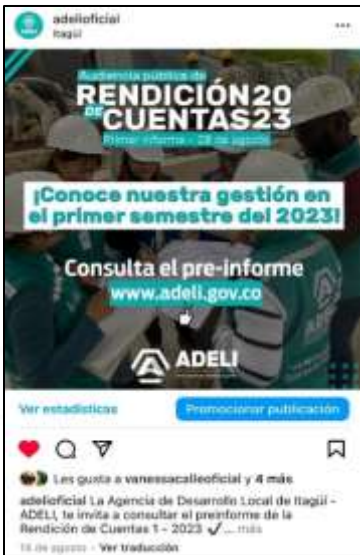 adelioficial
Itagüí
Audiencia pública de
RENDICIÓN 20
DE CUENTAS 23
Primer informe - 28 de agosto
¡Conoce nuestra gestión en
el primer semestre del 2023!
Consulta el pre-informe
www.adeli.gov.co
ADELI
ADELI
Ver estadísticas
Promocionar publicación
Les gusta a vanessacalleoficial y 4 más
adelioficial La Agencia de Desarrollo Local de Itagüí -
ADELI, te invita a consultar el preinforme de la
Rendición de Cuentas 1 - 2023 ✓ ... más
de agosto · Ver traducción